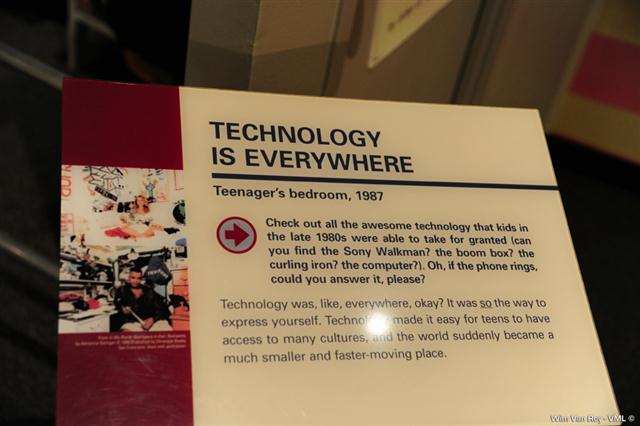 TECHNOLOGY
IS EVERYWHERE
Teenager's bedroom, 1987
Check out all the awesome technology that kids in
the late 1980s were able to take for granted (can
you find the Sony Walkman? the boom box? the
curling iron? the computer?). Oh, if the phone rings,
could you answer it, please?
Technology was, like, everywhere, okay? It was so the way to
express yourself. Technology made it easy for teens to have
access to many cultures, and the world suddenly became a
much smaller and faster-moving place.
Wim Van Roy - VML ©